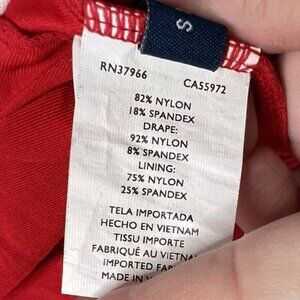 S
RN37966 CA55972
82% NYLON
18% SPANDEX
DRAPE:
92% NYLON
8% SPANDEX
LINING:
75% NYLON
25% SPANDEX
TELA IMPORTADA
HECHO EN VIETNAM
TISSU IMPORTE
FABRIQUÉ AU VIETNAM
IMPORTED FABRIC
MADE IN